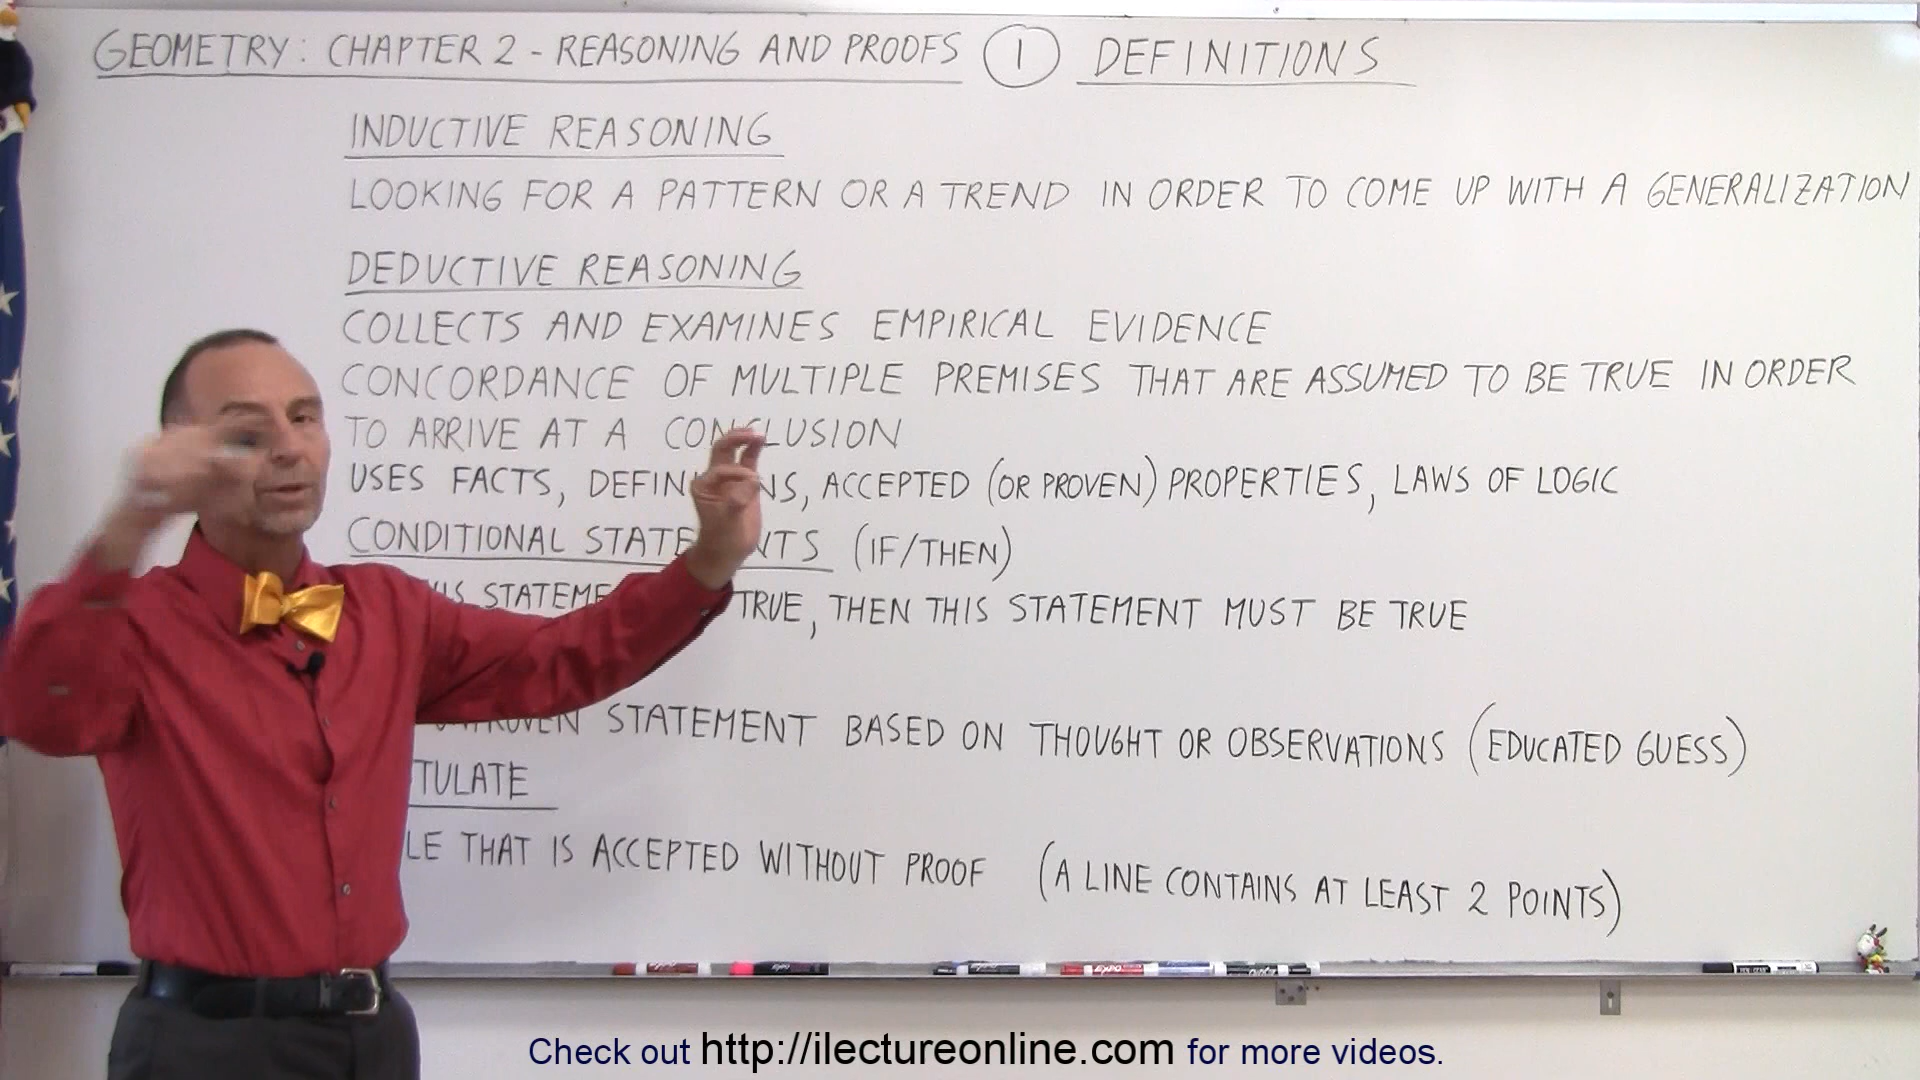 GEOMETRY: CHAPTER 2 - REASONING AND PROOFS 1 DEFINITIONS
INDUCTIVE REASONING
LOOKING FOR A PATTERN OR A TREND IN ORDER TO COME UP WITH A GENERALIZATION
DEDUCTIVE REASONING
COLLECTS AND EXAMINES EMPIRICAL EVIDENCE
CONCORDANCE OF MULTIPLE PREMISES THAT ARE ASSUMED TO BE TRUE IN ORDER
TO ARRIVE AT A CONCLUSION
USES FACTS, DEFINITIONS, ACCEPTED (OR PROVEN) PROPERTIES, LAWS OF LOGIC
CONDITIONAL STATEMENTS (IF/THEN)
TRUE, THEN THIS STATEMENT MUST BE TRUE
STATEMENT BASED ON THOUGHT OR OBSERVATIONS (EDUCATED GUESS)
TULATE
LE THAT IS ACCEPTED WITHOUT PROOF (A LINE CONTAINS AT LEAST 2 POINTS)
EXPO
Check out http://ilectureonline.com for more videos.